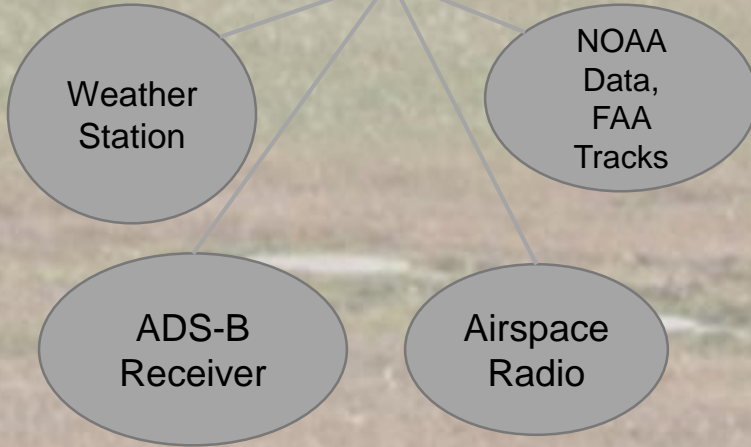 Weather
Station
NOAA
Data,
FAA
Tracks
ADS-B
Receiver
Airspace
Radio